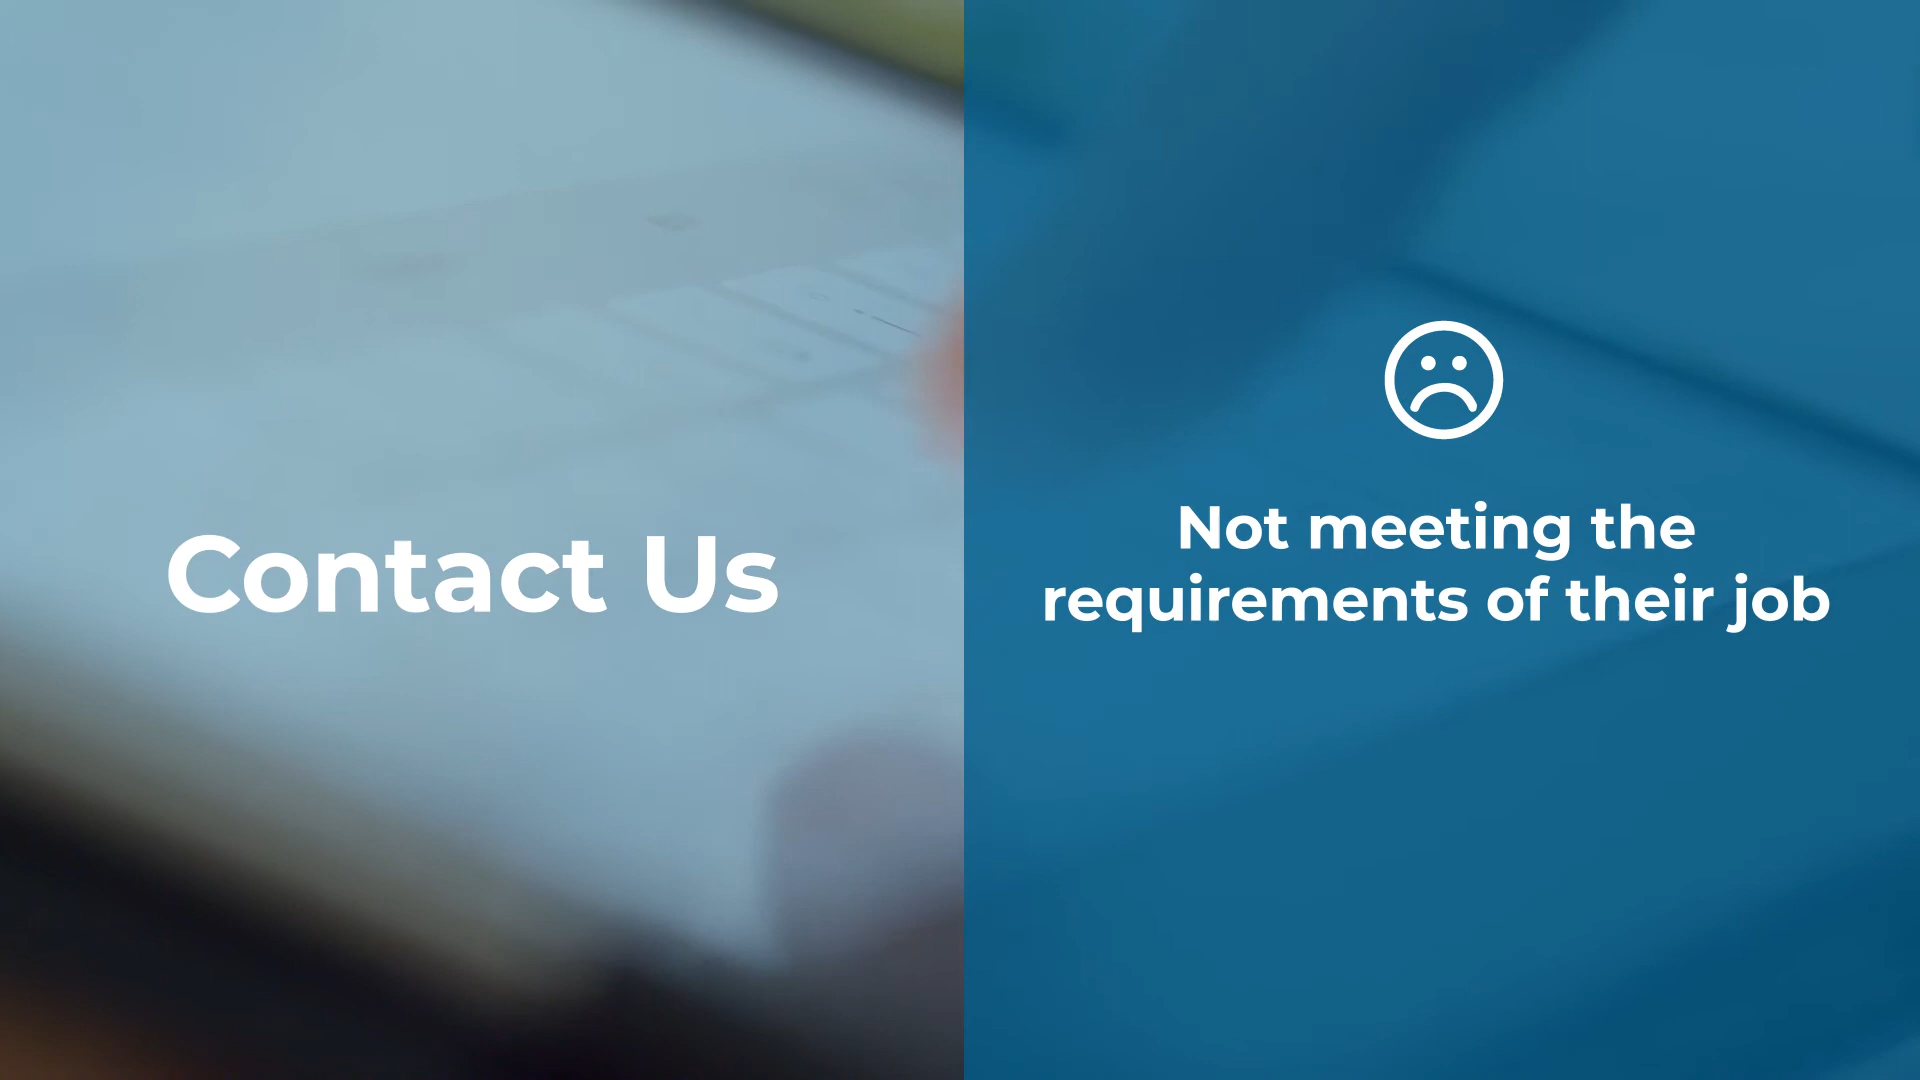 Contact Us
Not meeting the
requirements of their job